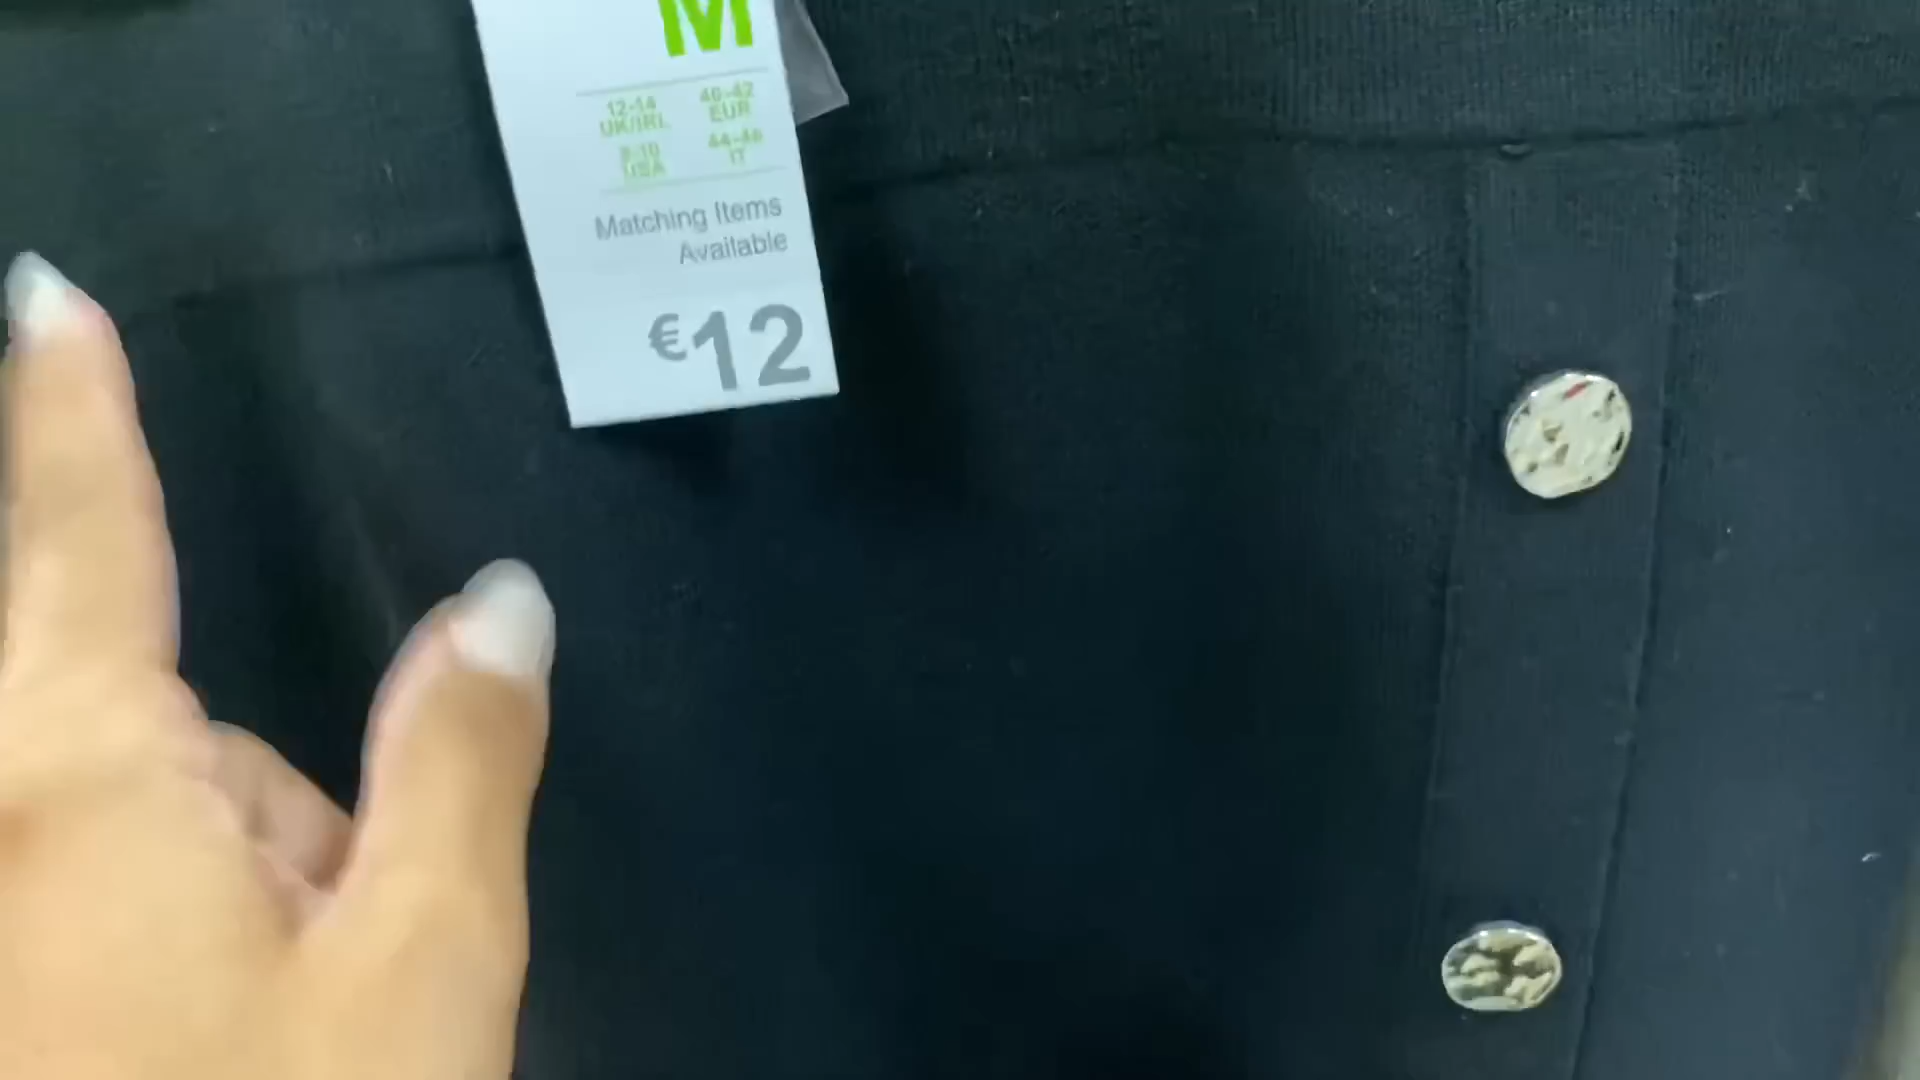 M
12-14
UK/IRL
40-42
EUR
8-10
USA
44-46
IT
Matching Items
Available
€12